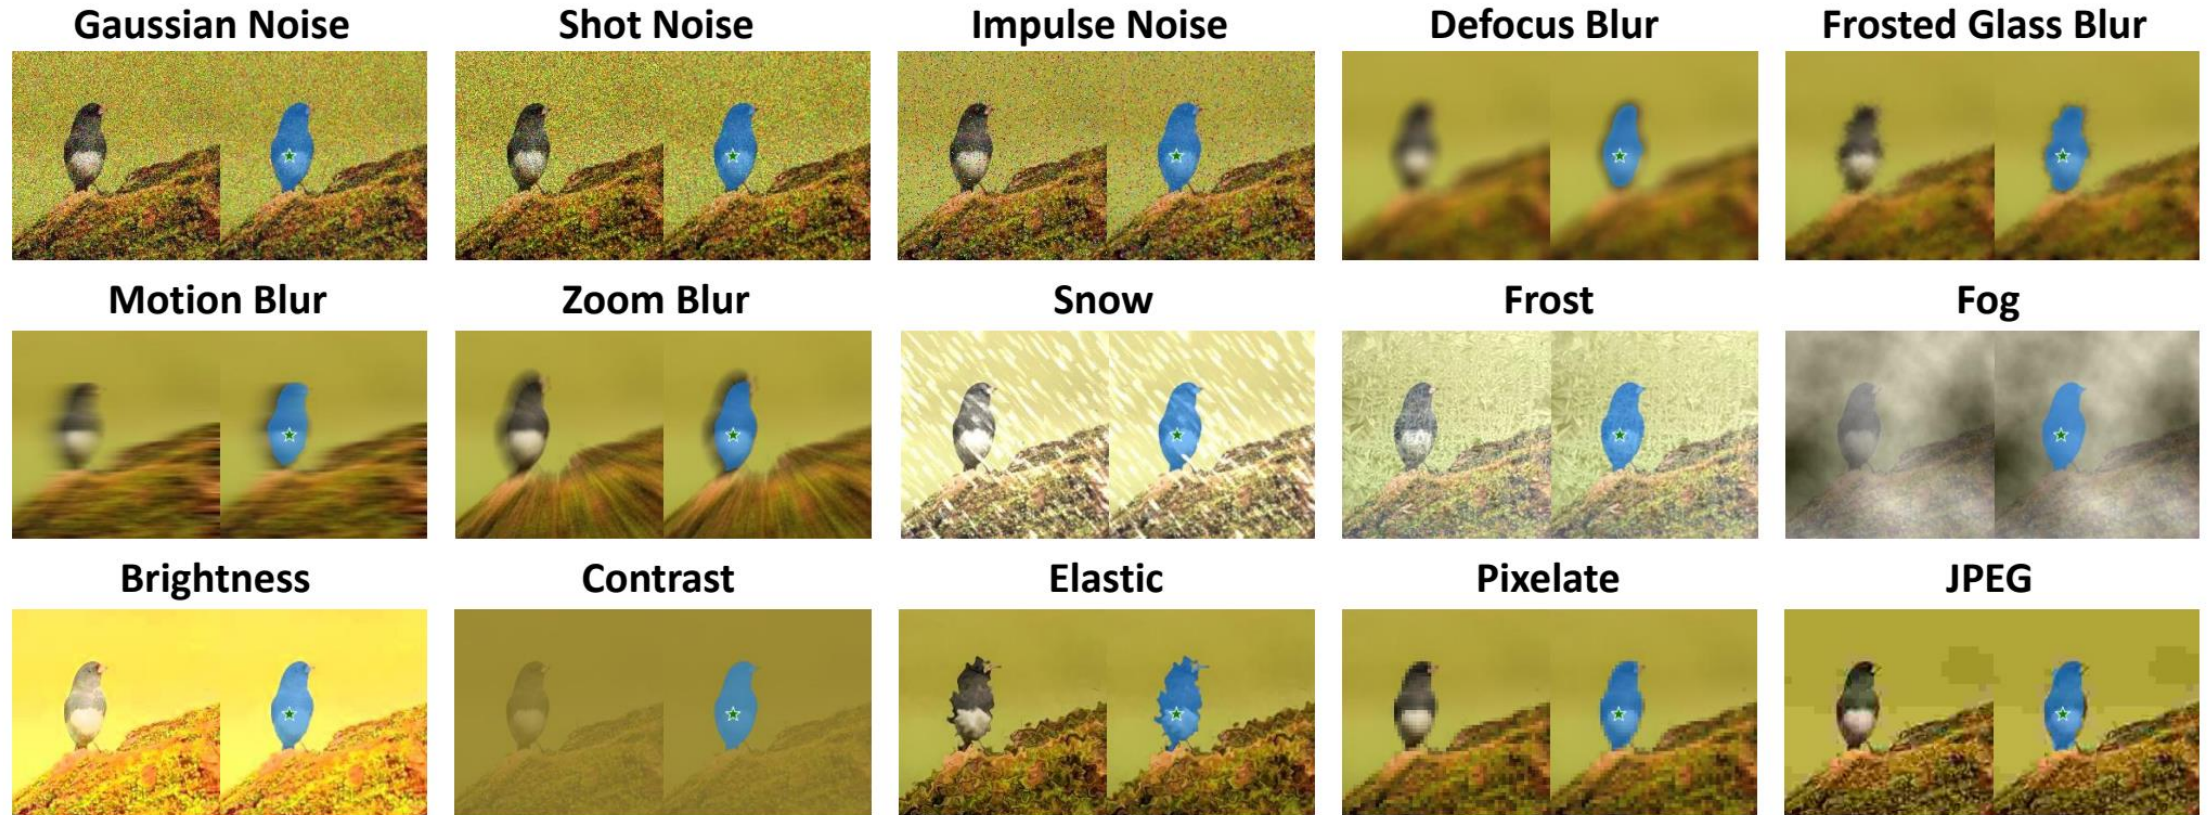 Gaussian Noise Shot Noise Impulse Noise Defocus Blur Frosted Glass Blur
Motion Blur Zoom Blur Snow Frost Fog
Brightness Contrast Elastic Pixelate JPEG